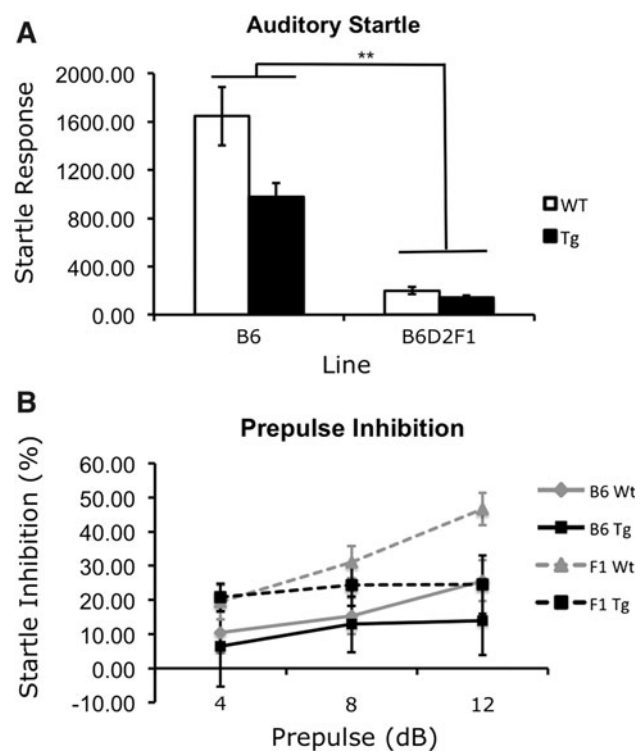 A
Auditory Startle
**
2000.00
1600.00
1200.00
800.00
400.00
0.00
Startle Response
WT
Tg
B6
B6D2F1
Line
B
Prepulse Inhibition
60.00
50.00
40.00
30.00
20.00
10.00
0.00
-10.00
Startle Inhibition (%)
B6 Wt
B6 Tg
F1 Wt
F1 Tg
4
8
12
Prepulse (dB)